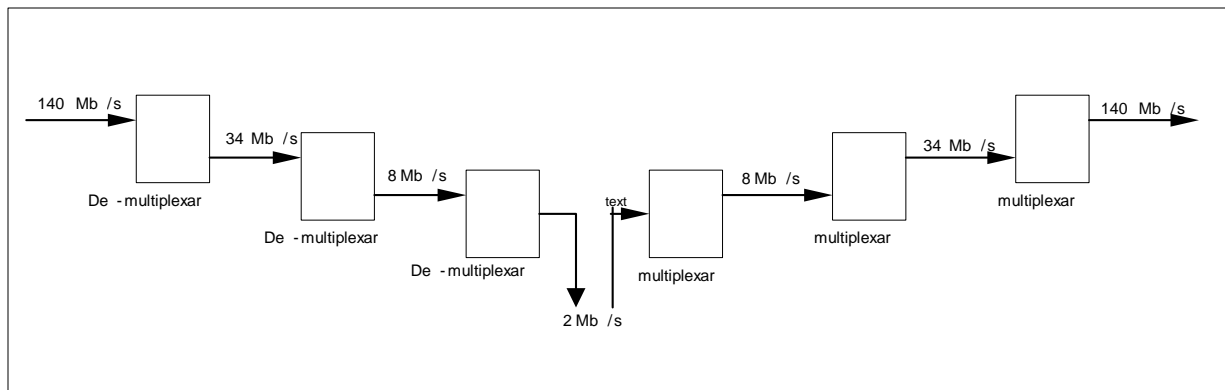 140 Mb /s
34 Mb /s
De -multiplexar
8 Mb /s
De -multiplexar
De -multiplexar
2 Mb /s
text
multiplexar
8 Mb /s
multiplexar
34 Mb /s
multiplexar
140 Mb /s